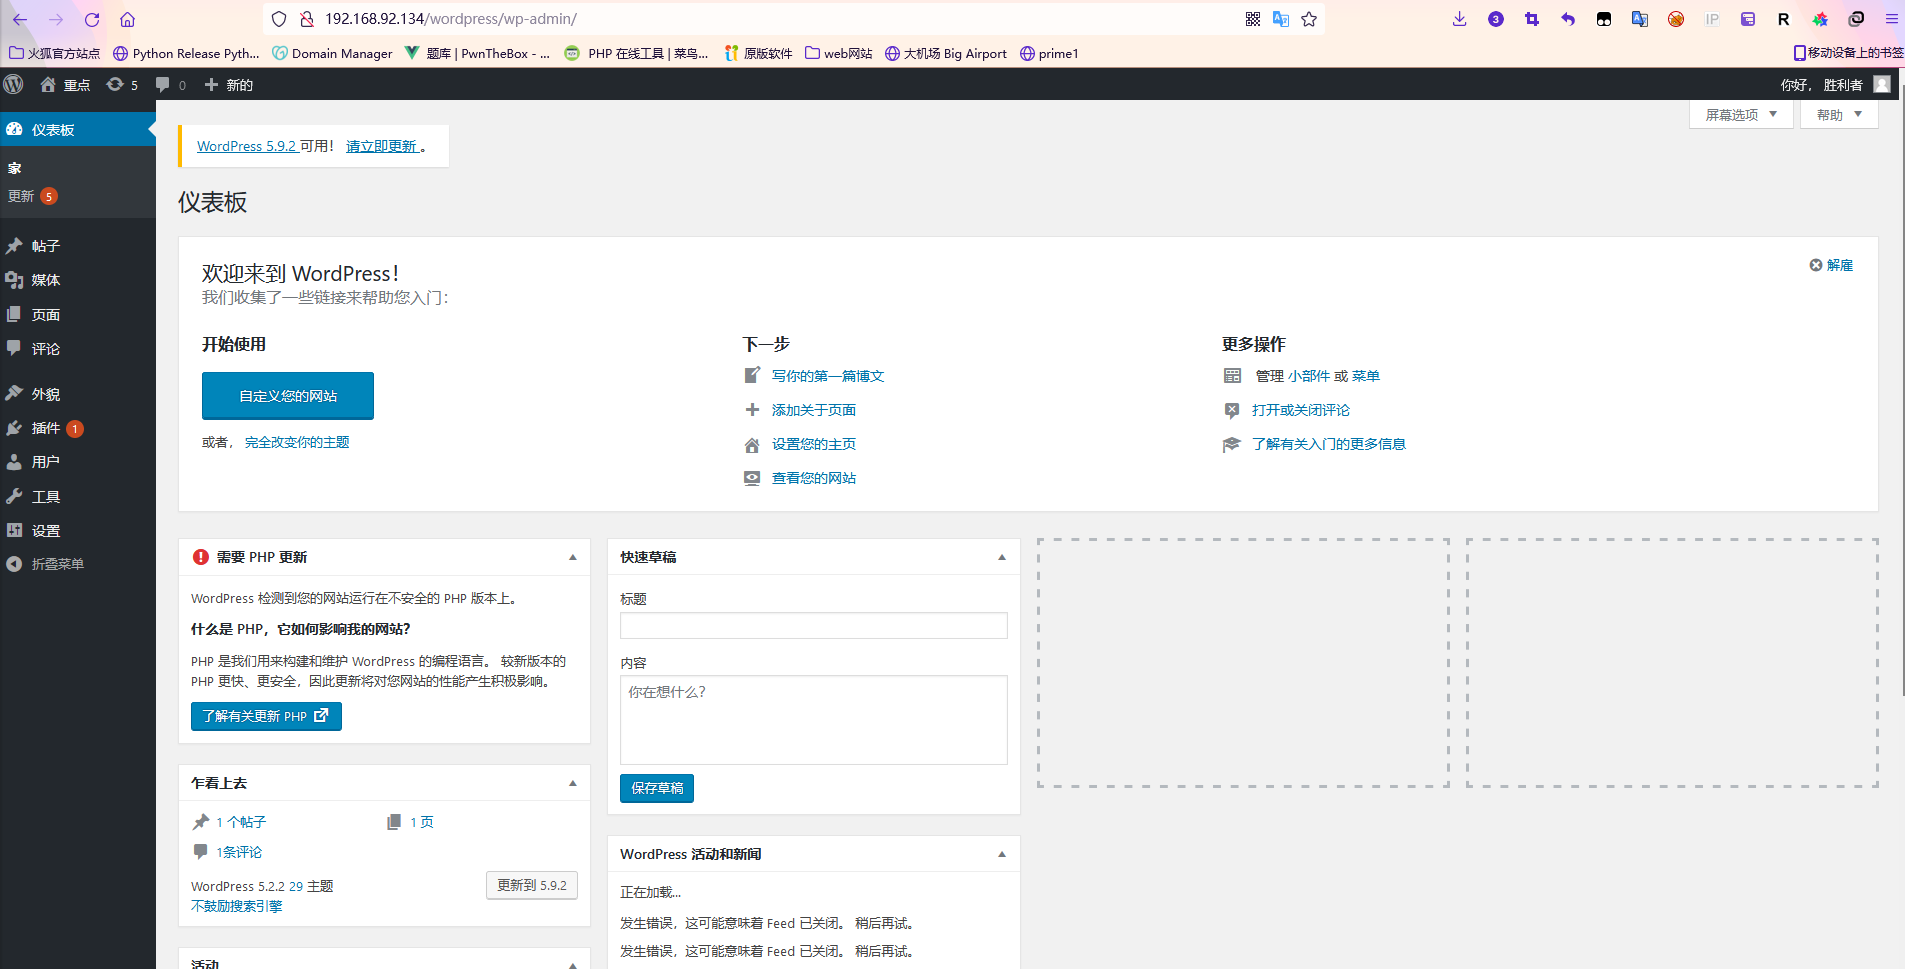 192.168.92.134/wordpress/wp-admin/
3
IP
R
火狐官方站点
Python Release Pyth...
Domain Manager
题库 | PwnTheBox - ...
PHP 在线工具 | 菜鸟...
原版软件
web网站
大机场 Big Airport
prime1
移动设备上的书签
重点
5
0
新的
你好， 胜利者
仪表板
家
更新 5
帖子
媒体
页面
评论
外貌
插件 1
用户
工具
设置
折叠菜单
屏幕选项
帮助
WordPress 5.9.2 可用！ 请立即更新 。
仪表板
欢迎来到 WordPress！
我们收集了一些链接来帮助您入门：
解雇
开始使用
自定义您的网站
或者， 完全改变你的主题
下一步
写你的第一篇博文
添加关于页面
设置您的主页
查看您的网站
更多操作
管理 小部件 或 菜单
打开或关闭评论
了解有关入门的更多信息
需要 PHP 更新
WordPress 检测到您的网站运行在不安全的 PHP 版本上。
什么是 PHP，它如何影响我的网站？
PHP 是我们用来构建和维护 WordPress 的编程语言。 较新版本的
PHP 更快、更安全，因此更新将对您网站的性能产生积极影响。
了解有关更新 PHP
乍看上去
1 个帖子
1 页
1条评论
WordPress 5.2.2 29 主题
更新到 5.9.2
不鼓励搜索引擎
活动
快速草稿
标题
内容
你在想什么？
保存草稿
WordPress 活动和新闻
正在加载...
发生错误，这可能意味着 Feed 已关闭。 稍后再试。
发生错误，这可能意味着 Feed 已关闭。 稍后再试。